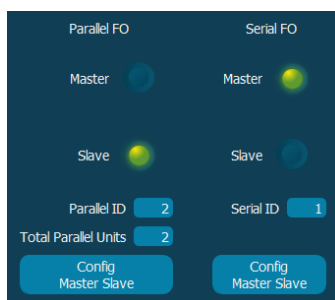 Parallel FO
Serial FO
Master
Master
Slave
Slave
Parallel ID 2
Serial ID 1
Total Parallel Units 2
Config
Master Slave
Config
Master Slave